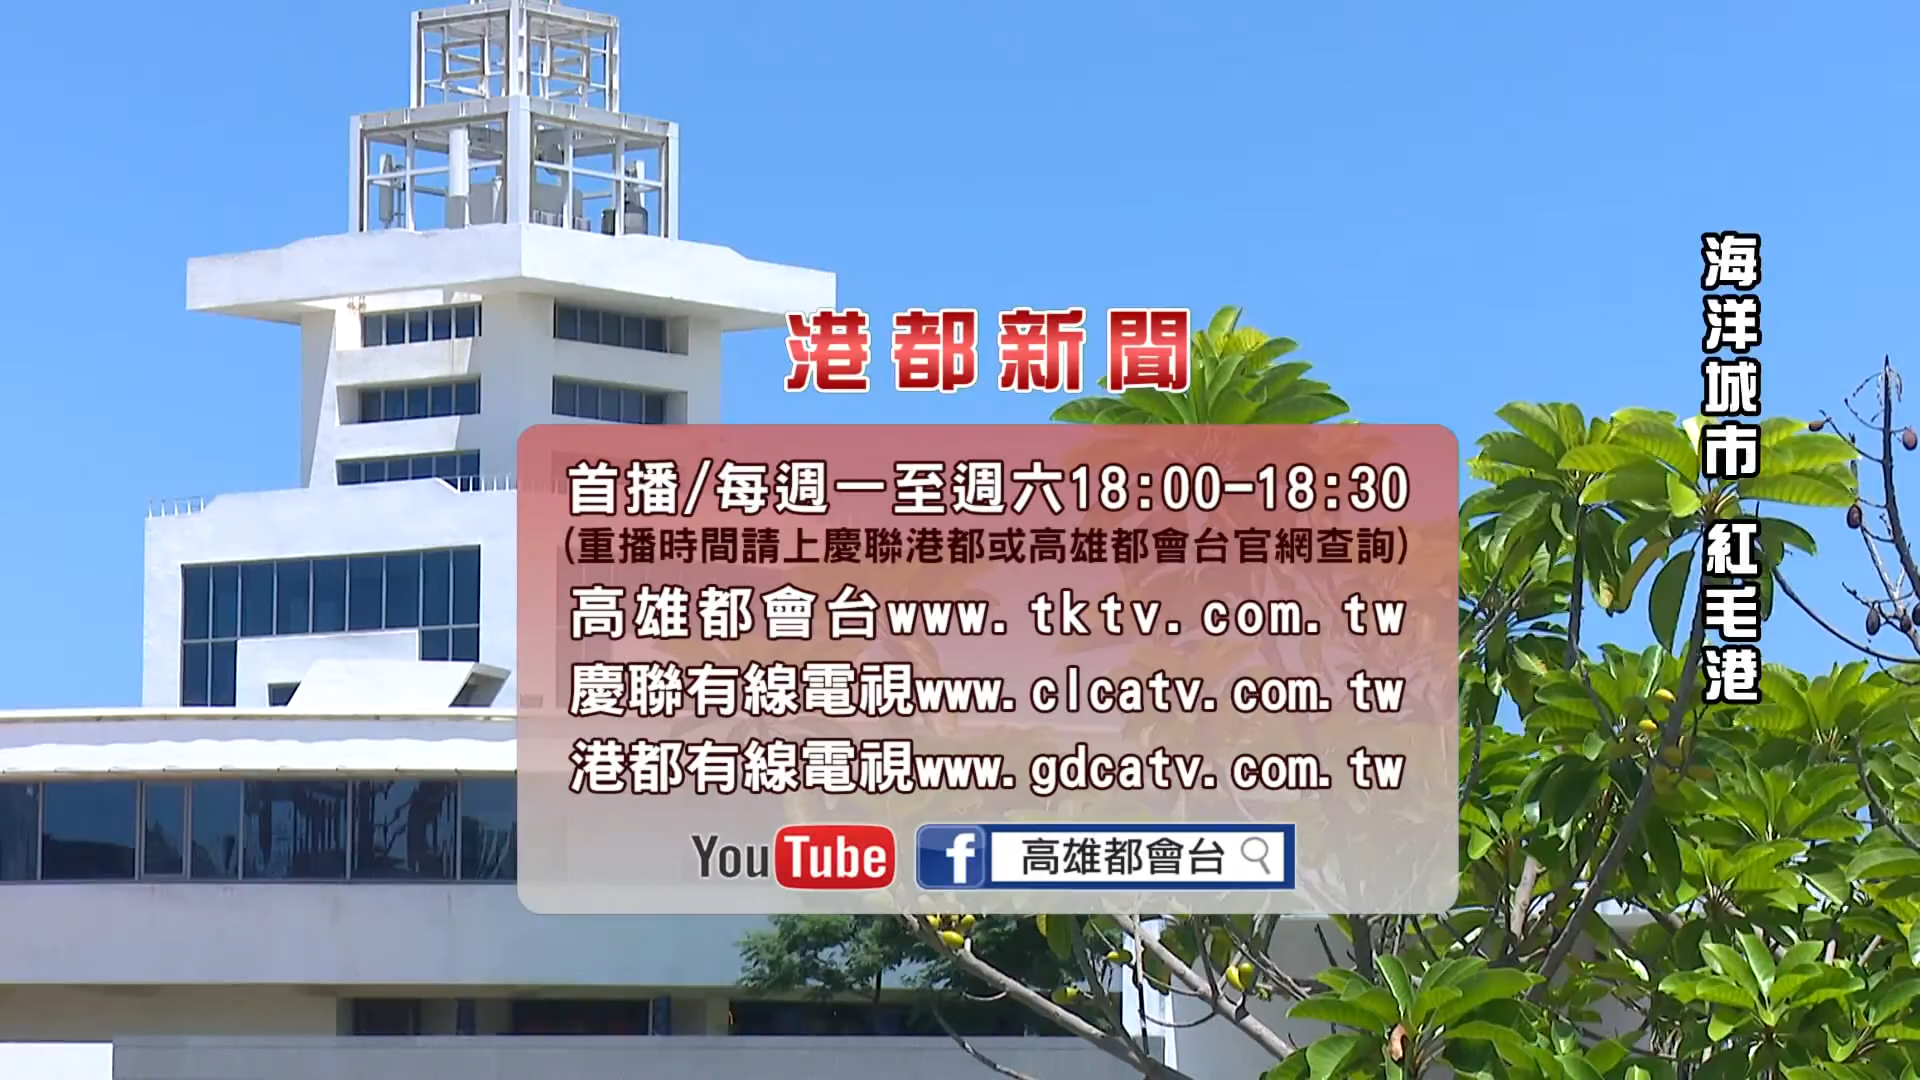 港都新聞
首播/每週一至週六18:00-18:30
(重播時間請上慶聯港都或高雄都會台官網查詢)
高雄都會台www.tktv.com.tw
慶聯有線電視www.clcatv.com.tw
港都有線電視www.gdcatv.com.tw
YouTube f 高雄都會台
海洋城市 紅毛港